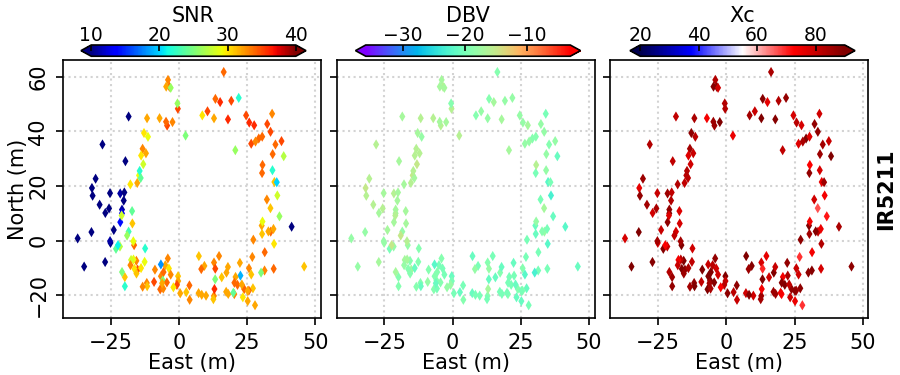 SNR DBV Xc
10 20 30 40 −30 −20 −10 20 40 60 80
60
40
20
0
−20
North (m)
IR5211
−25 0 25 50 −25 0 25 50 −25 0 25 50
East (m) East (m) East (m)